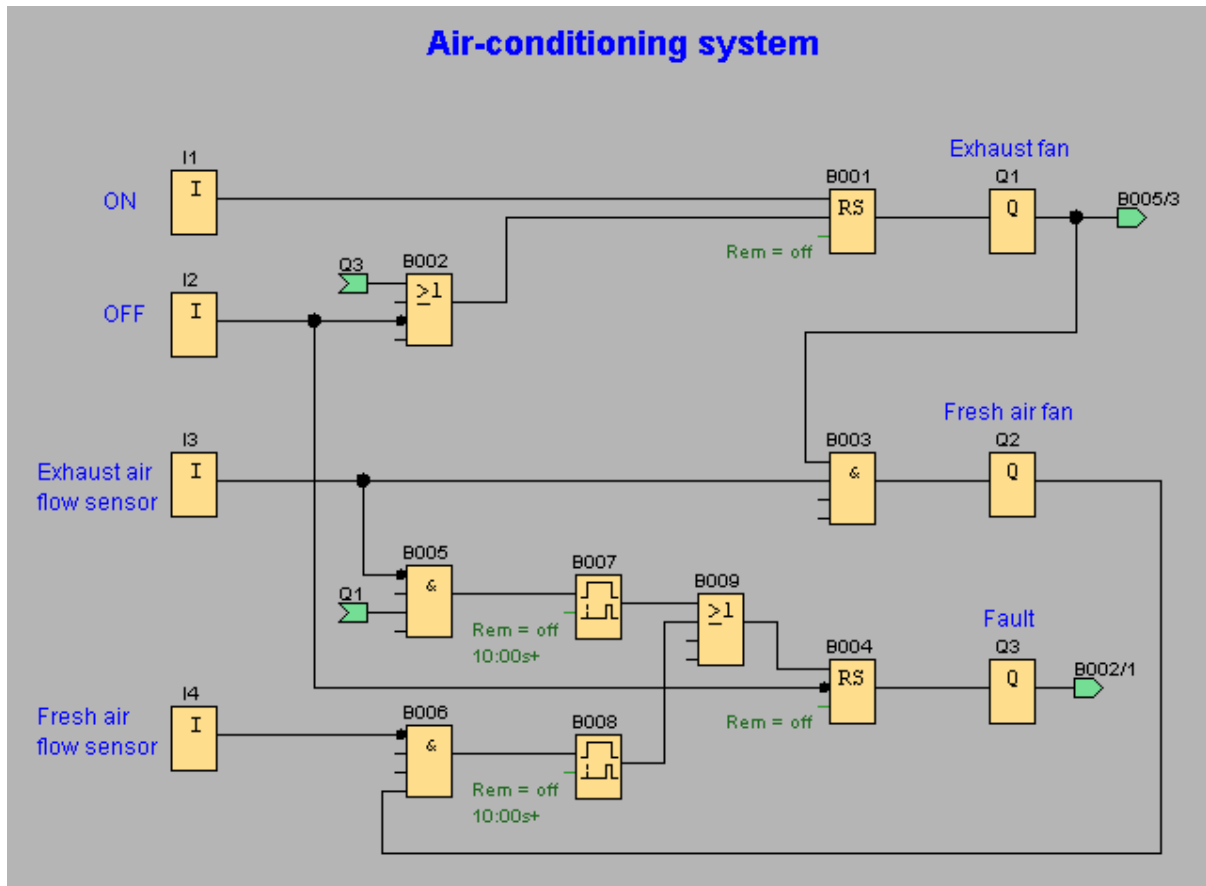 Air-conditioning system
Exhaust fan
I1
B001
Q1
I
RS
Q
B005/3
ON
Rem = off
Q3
B002
I2
≥1
I
OFF
Fresh air fan
I3
B003
Q2
I
&
Q
Exhaust air
flow sensor
B005
B007
B009
&
≥1
Q1
Fault
Rem = off
10:00s+
B004
Q3
RS
Q
B002/1
I4
I
Fresh air
flow sensor
B006
B008
&
Rem = off
Rem = off
10:00s+